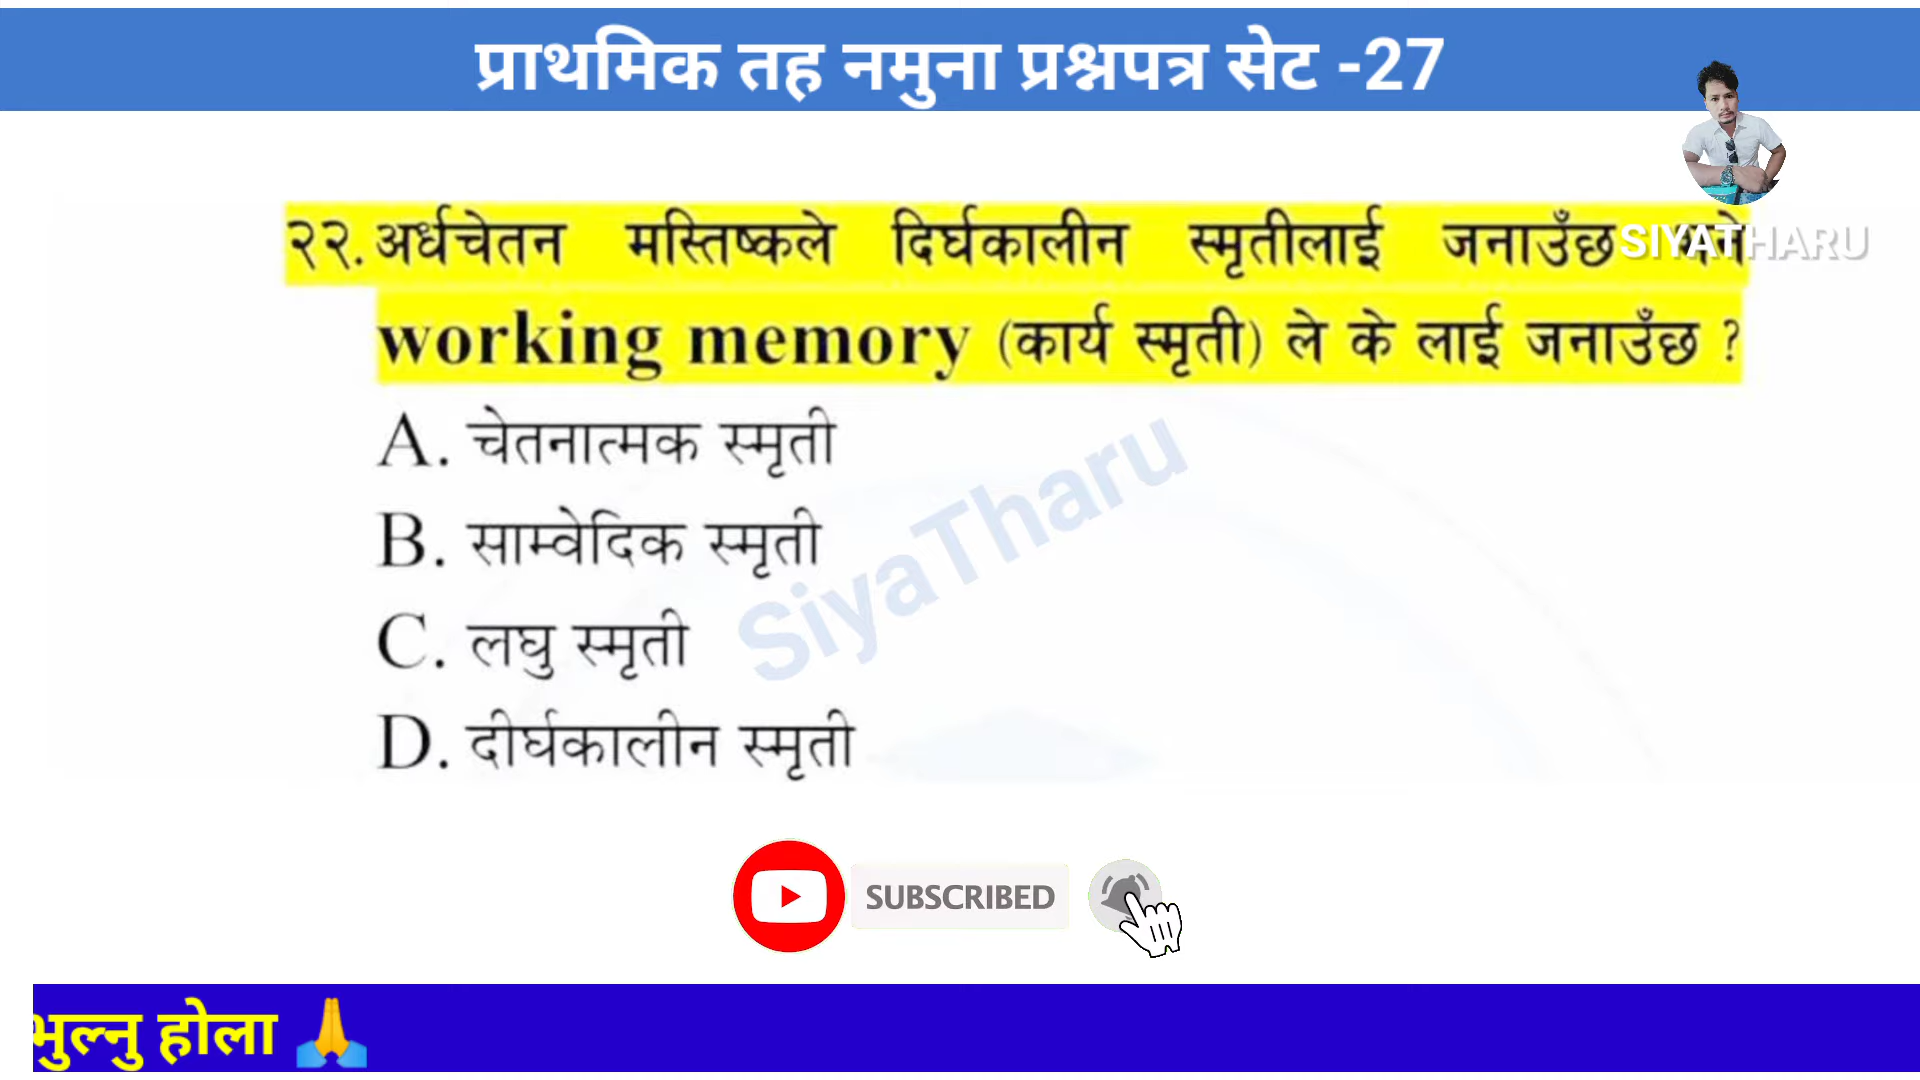 प्राथमिक तह नमुना प्रश्नपत्र सेट -27
२२. अर्धचेतन मस्तिष्कले दिर्घकालीन स्मृतीलाई जनाउँछ भने
SIYATHARU
working memory (कार्य स्मृती) ले के लाई जनाउँछ ?
A. चेतनात्मक स्मृती
B. साम्वेदिक स्मृती
C. लघु स्मृती
D. दीर्घकालीन स्मृती
SiyaTharu
SUBSCRIBED
भुल्नु होला 🙏